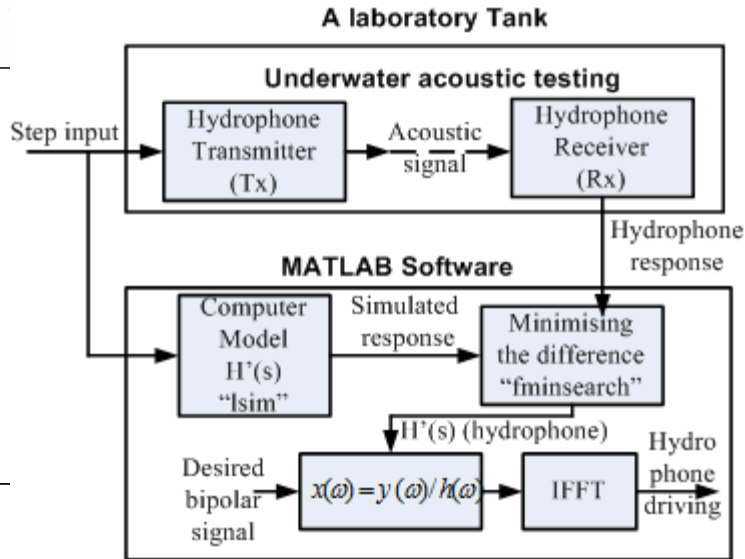 A laboratory Tank
Underwater acoustic testing
Step input
Hydrophone
Transmitter
(Tx)
Acoustic
signal
Hydrophone
Receiver
(Rx)
Hydrophone
response
MATLAB Software
Computer
Model
H'(s)
"lsim"
Simulated
response
Minimising
the difference
"fminsearch"
H'(s) (hydrophone)
Desired
bipolar
signal
x(ω)=y(ω)/h(ω)
IFFT
Hydro
phone
driving